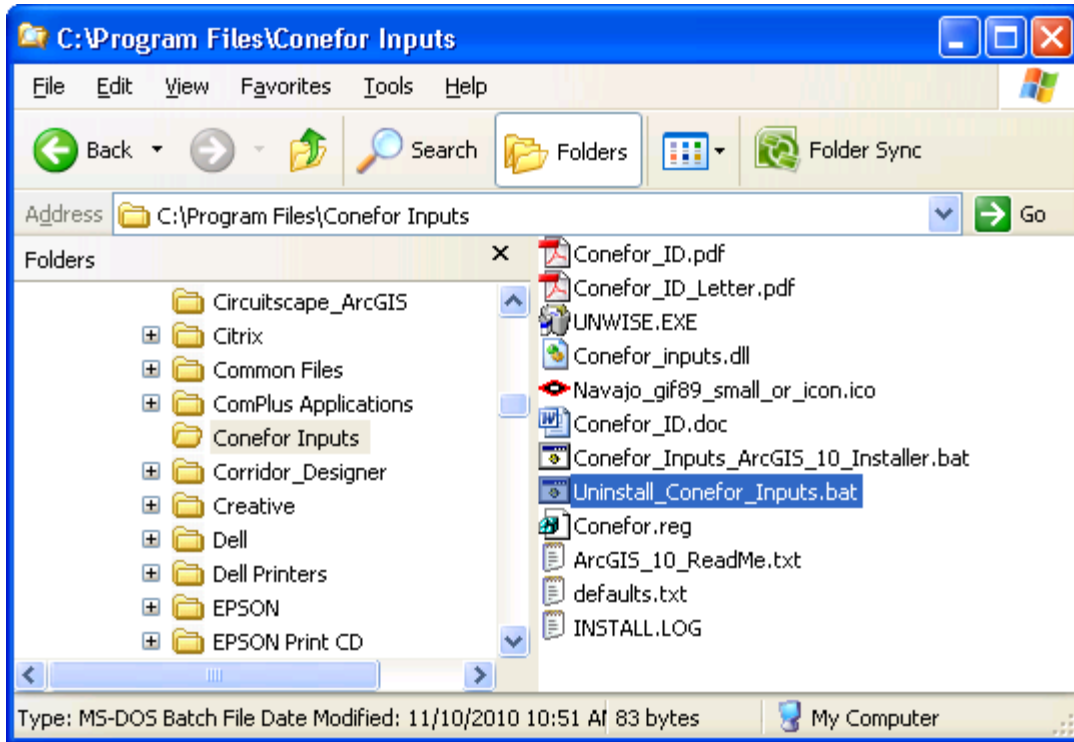 C:\Program Files\Conefor Inputs
File Edit View Favorites Tools Help
Back Search Folders Folder Sync
Address C:\Program Files\Conefor Inputs Go
Folders
Circuitscape_ArcGIS
Citrix
Common Files
ComPlus Applications
Conefor Inputs
Corridor_Designer
Creative
Dell
Dell Printers
EPSON
EPSON Print CD
Conefor_ID.pdf
Conefor_ID_Letter.pdf
UNWISE.EXE
Conefor_inputs.dll
Navajo_gif89_small_or_icon.ico
Conefor_ID.doc
Conefor_Inputs_ArcGIS_10_Installer.bat
Uninstall_Conefor_Inputs.bat
Conefor.reg
ArcGIS_10_ReadMe.txt
defaults.txt
INSTALL.LOG
Type: MS-DOS Batch File Date Modified: 11/10/2010 10:51 A 83 bytes My Computer